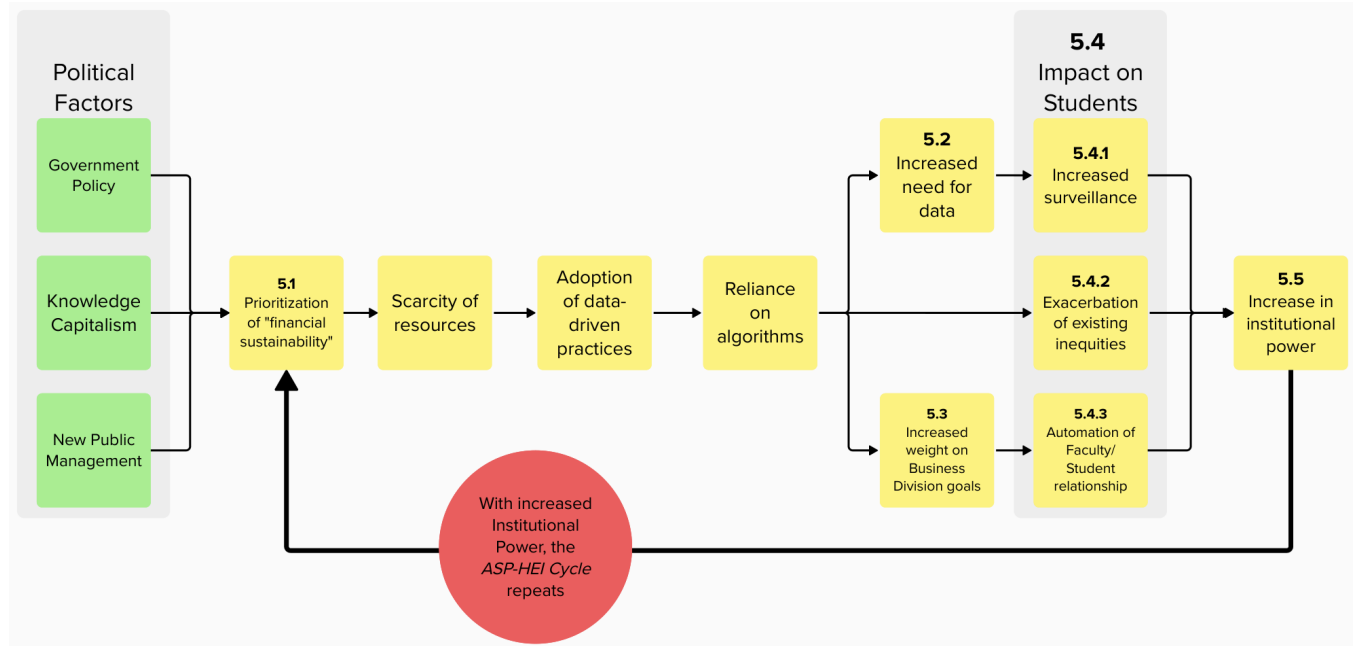 Political
Factors
Government
Policy
Knowledge
Capitalism
New Public
Management
5.1
Prioritization
of "financial
sustainability"
Scarcity of
resources
Adoption
of data-
driven
practices
Reliance
on
algorithms
5.2
Increased
need for
data
5.3
Increased
weight on
Business
Division goals
5.4
Impact on
Students
5.4.1
Increased
surveillance
5.4.2
Exacerbation
of existing
inequities
5.4.3
Automation of
Faculty/
Student
relationship
5.5
Increase in
institutional
power
With increased
Institutional
Power, the
ASP-HEI Cycle
repeats